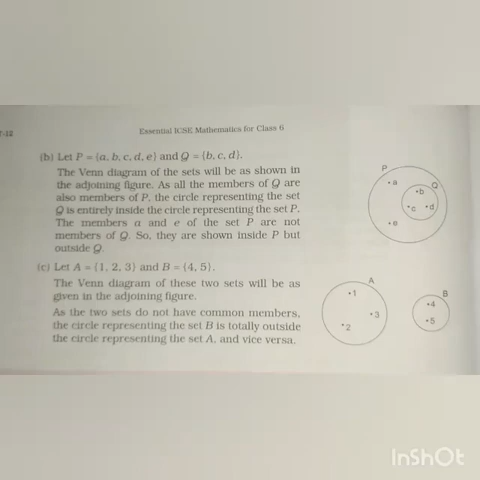 Essential ICSE Mathematics for Class 6
(b) Let P = {a, b, c, d, e} and Q = {b, c, d}.
The Venn diagram of the sets will be as shown in
the adjoining figure. As all the members of Q are
also members of P, the circle representing the set
Q is entirely inside the circle representing the set P.
The members a and e of the set P are not
members of Q. So, they are shown inside P but
outside Q.
P
a
Q
b
c
d
e
(c) Let A = {1, 2, 3} and B = {4, 5}.
The Venn diagram of these two sets will be as
given in the adjoining figure.
As the two sets do not have common members,
the circle representing the set B is totally outside
the circle representing the set A, and vice versa.
A
1
3
2
B
4
5
InShOt